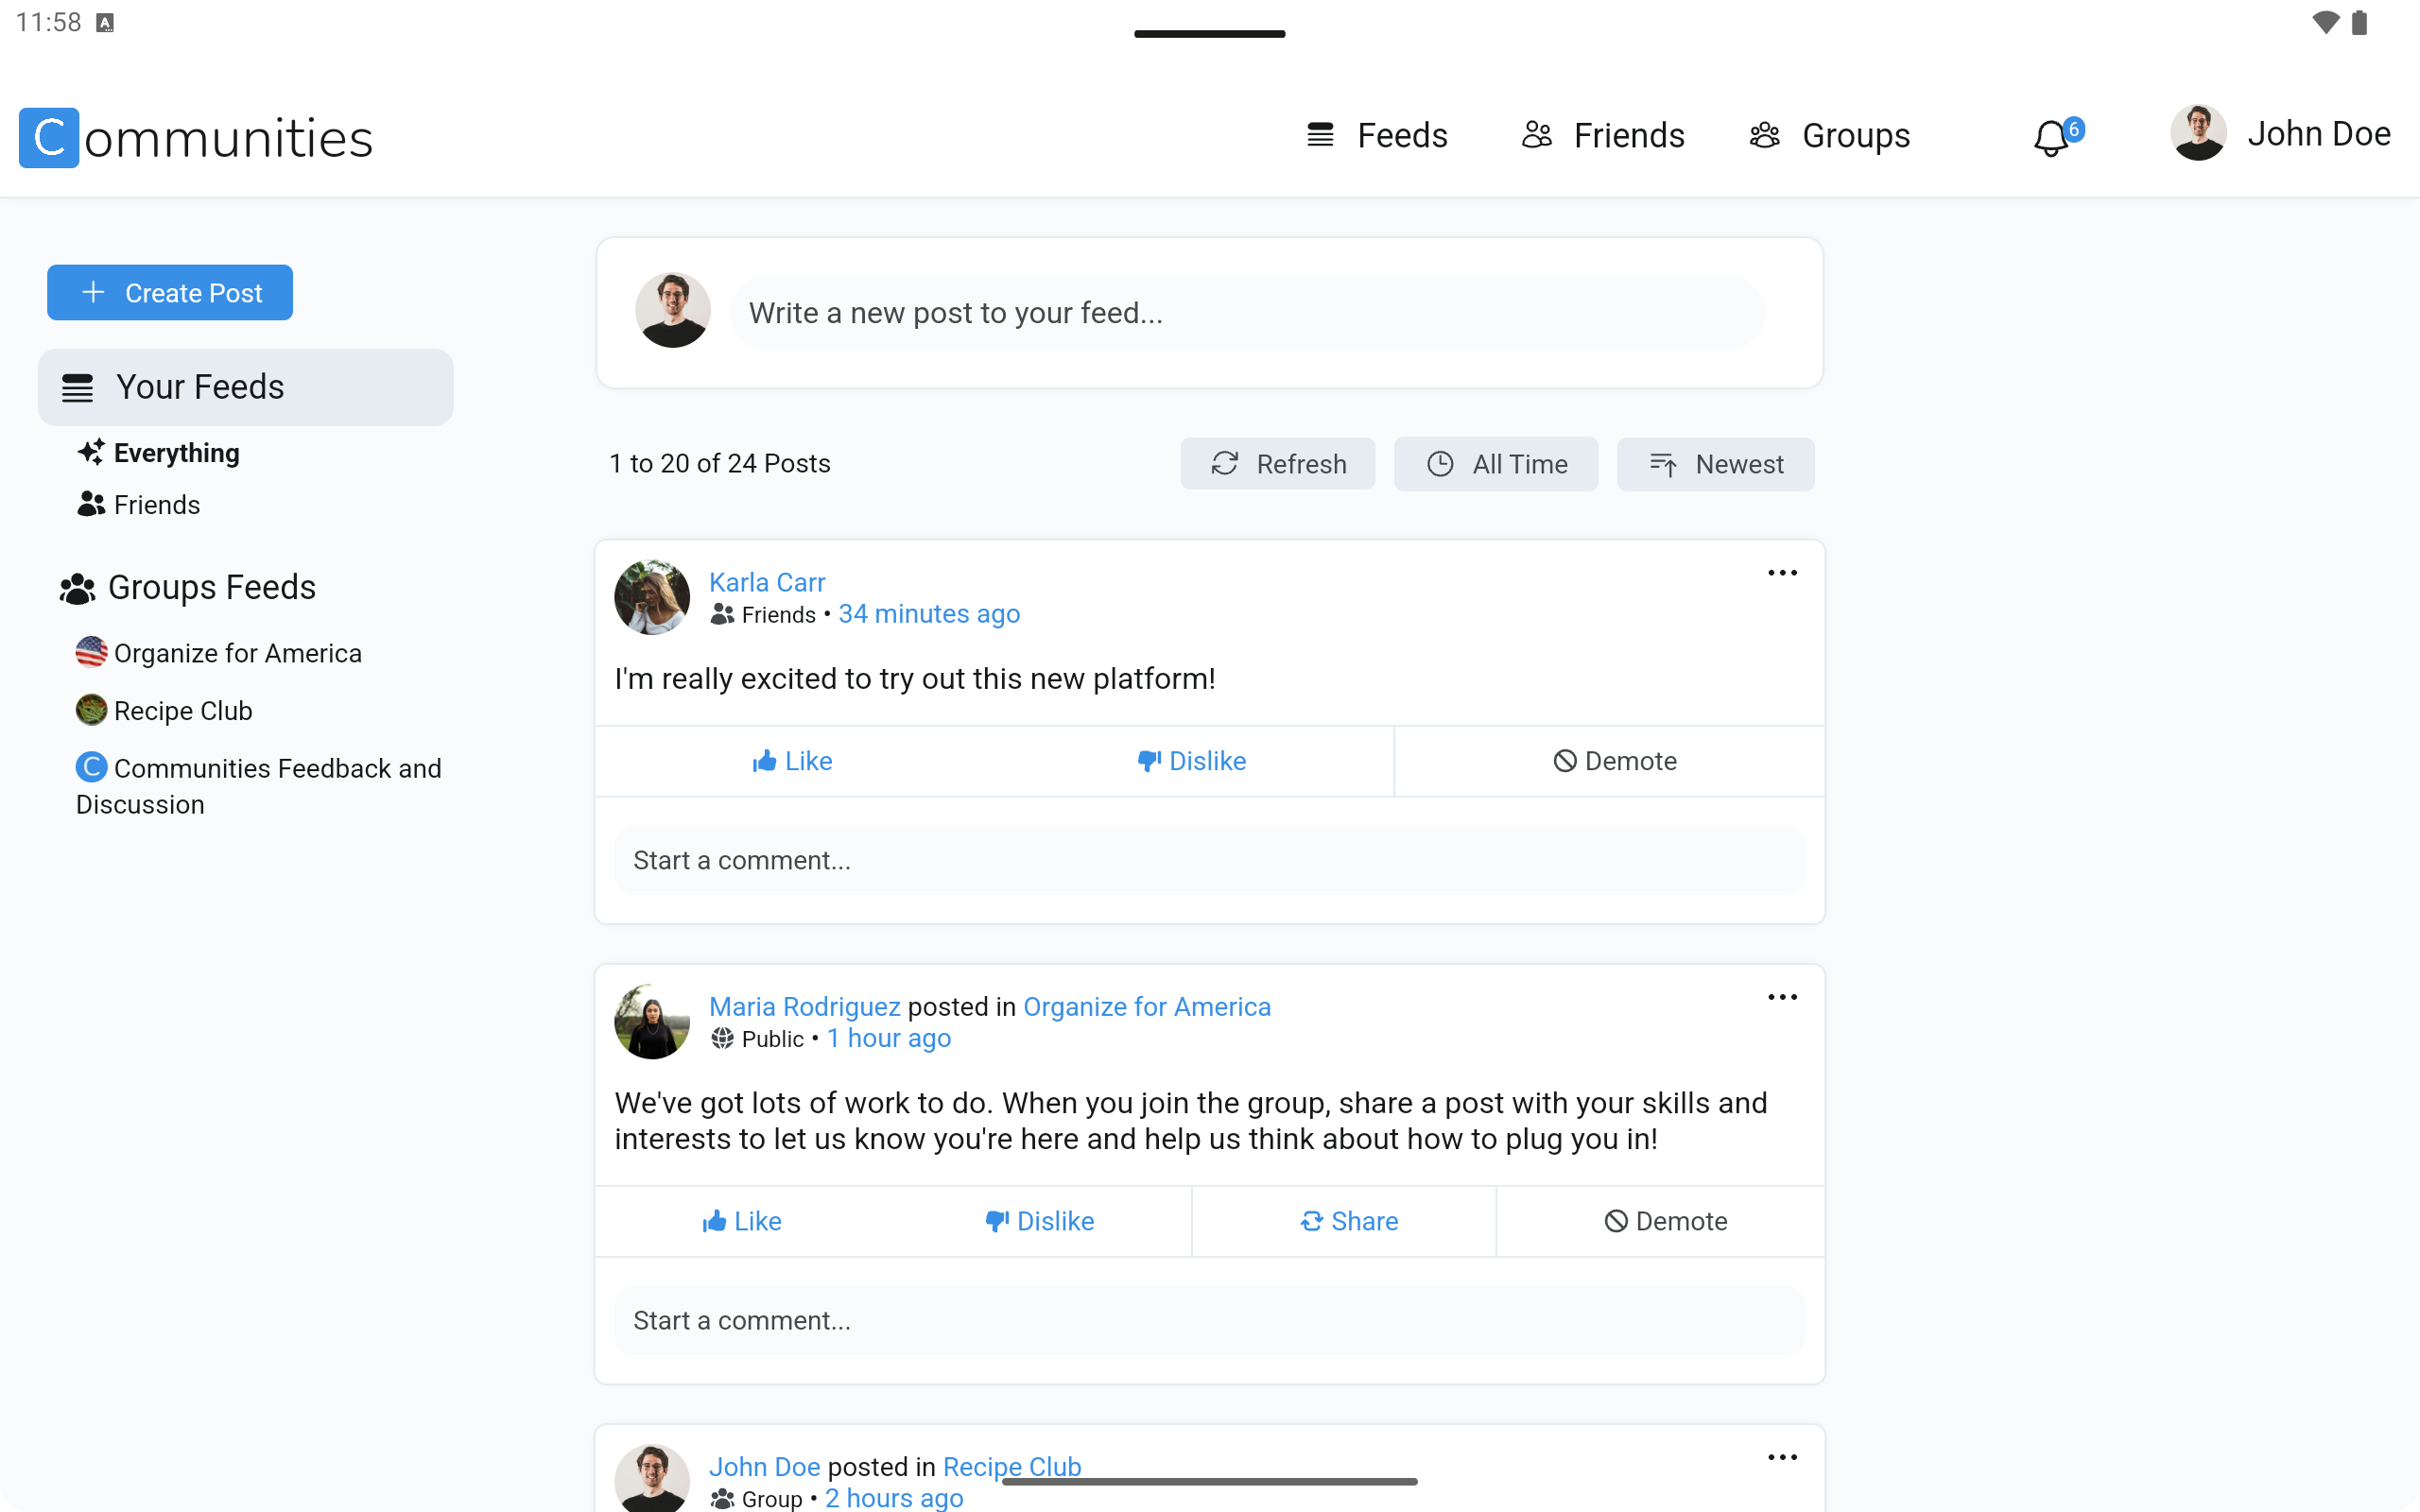 11:58
Communities
Feeds
Friends
Groups
6
John Doe
Create Post
Your Feeds
Everything
Friends
Groups Feeds
Organize for America
Recipe Club
Communities Feedback and
Discussion
Write a new post to your feed...
1 to 20 of 24 Posts
Refresh
All Time
Newest
Karla Carr
Friends • 34 minutes ago
I'm really excited to try out this new platform!
Like
Dislike
Demote
Start a comment...
Maria Rodriguez posted in Organize for America
Public • 1 hour ago
We've got lots of work to do. When you join the group, share a post with your skills and
interests to let us know you're here and help us think about how to plug you in!
Like
Dislike
Share
Demote
Start a comment...
John Doe posted in Recipe Club
Group • 2 hours ago